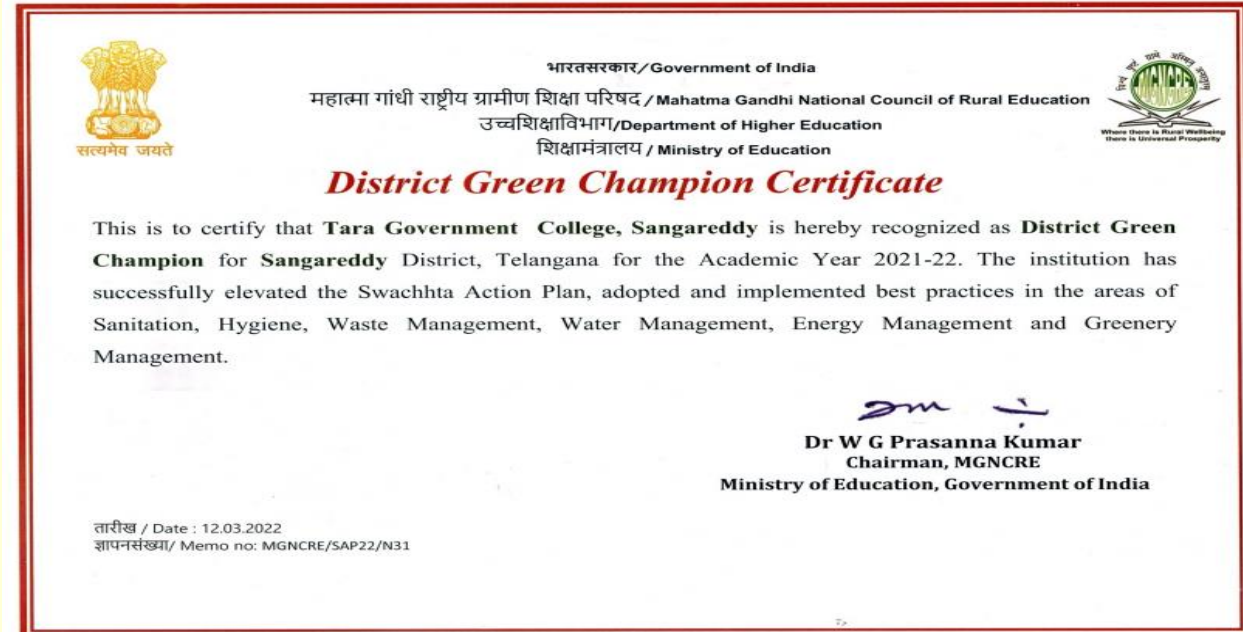 भारतसरकार/Government of India
महात्मा गांधी राष्ट्रीय ग्रामीण शिक्षा परिषद/Mahatma Gandhi National Council of Rural Education
उच्चशिक्षाविभाग/Department of Higher Education
शिक्षामंत्रालय / Ministry of Education
सत्यमेव जयते
MGNCRE
Where there is Rural Wellbeing
there is Universal Prosperity
District Green Champion Certificate
This is to certify that Tara Government College, Sangareddy is hereby recognized as District Green
Champion for Sangareddy District, Telangana for the Academic Year 2021-22. The institution has
successfully elevated the Swachhta Action Plan, adopted and implemented best practices in the areas of
Sanitation, Hygiene, Waste Management, Water Management, Energy Management and Greenery
Management.
Dr W G Prasanna Kumar
Chairman, MGNCRE
Ministry of Education, Government of India
तारीख / Date : 12.03.2022
ज्ञापनसंख्या/ Memo no: MGNCRE/SAP22/N31